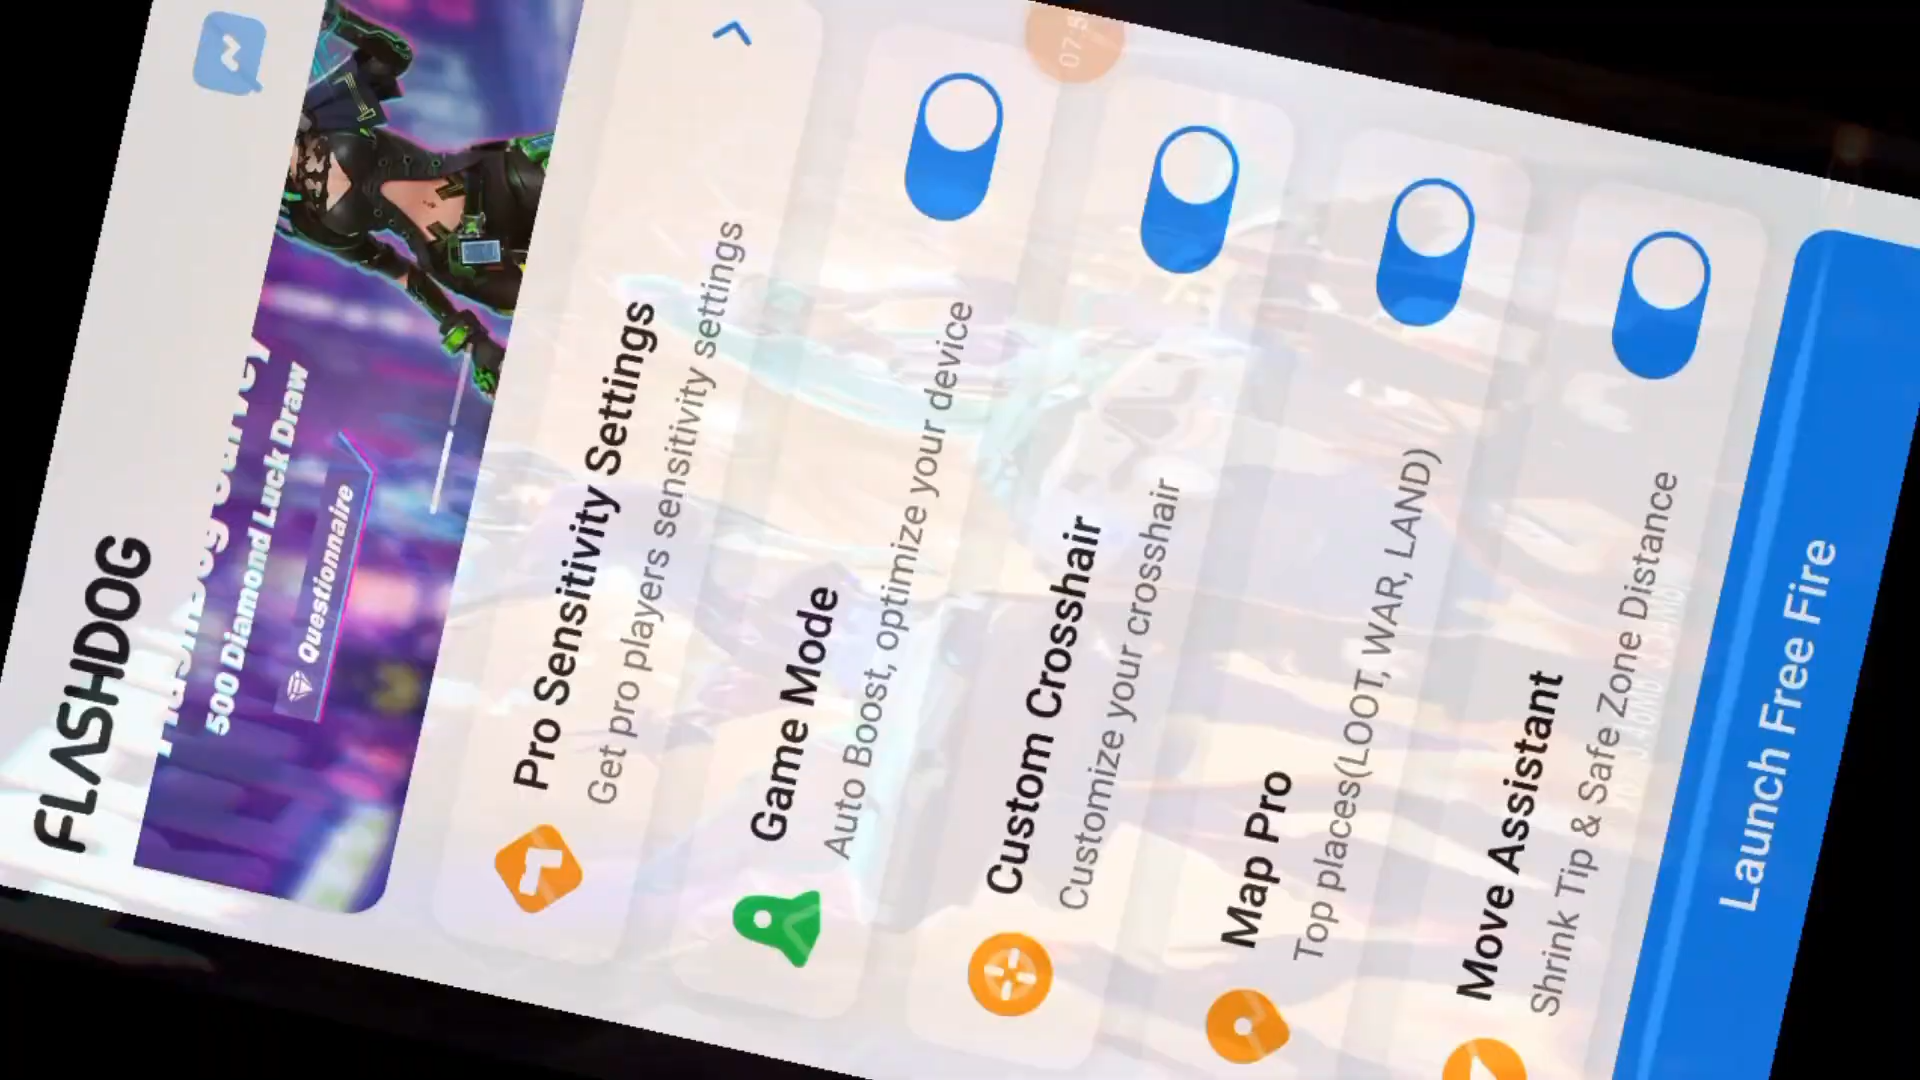 FLASHDOG
500 Diamond Luck Draw
Questionnaire
Pro Sensitivity Settings
Get pro players sensitivity settings
Game Mode
Auto Boost, optimize your device
Custom Crosshair
Customize your crosshair
Map Pro
Top places(LOOT, WAR, LAND)
Move Assistant
Shrink Tip & Safe Zone Distance
Launch Free Fire